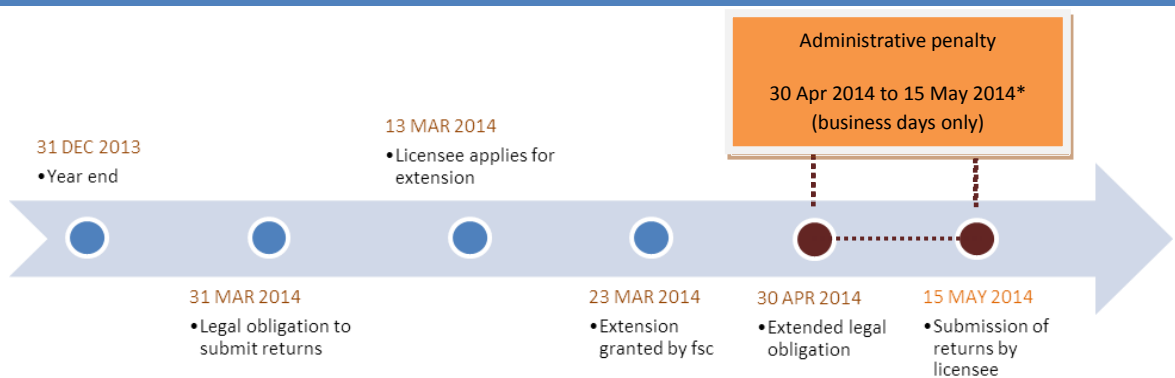 Administrative penalty
30 Apr 2014 to 15 May 2014*
(business days only)
31 DEC 2013
•Year end
13 MAR 2014
•Licensee applies for
extension
31 MAR 2014
•Legal obligation to
submit returns
23 MAR 2014
•Extension
granted by fsc
30 APR 2014
•Extended legal
obligation
15 MAY 2014
•Submission of
returns by
licensee